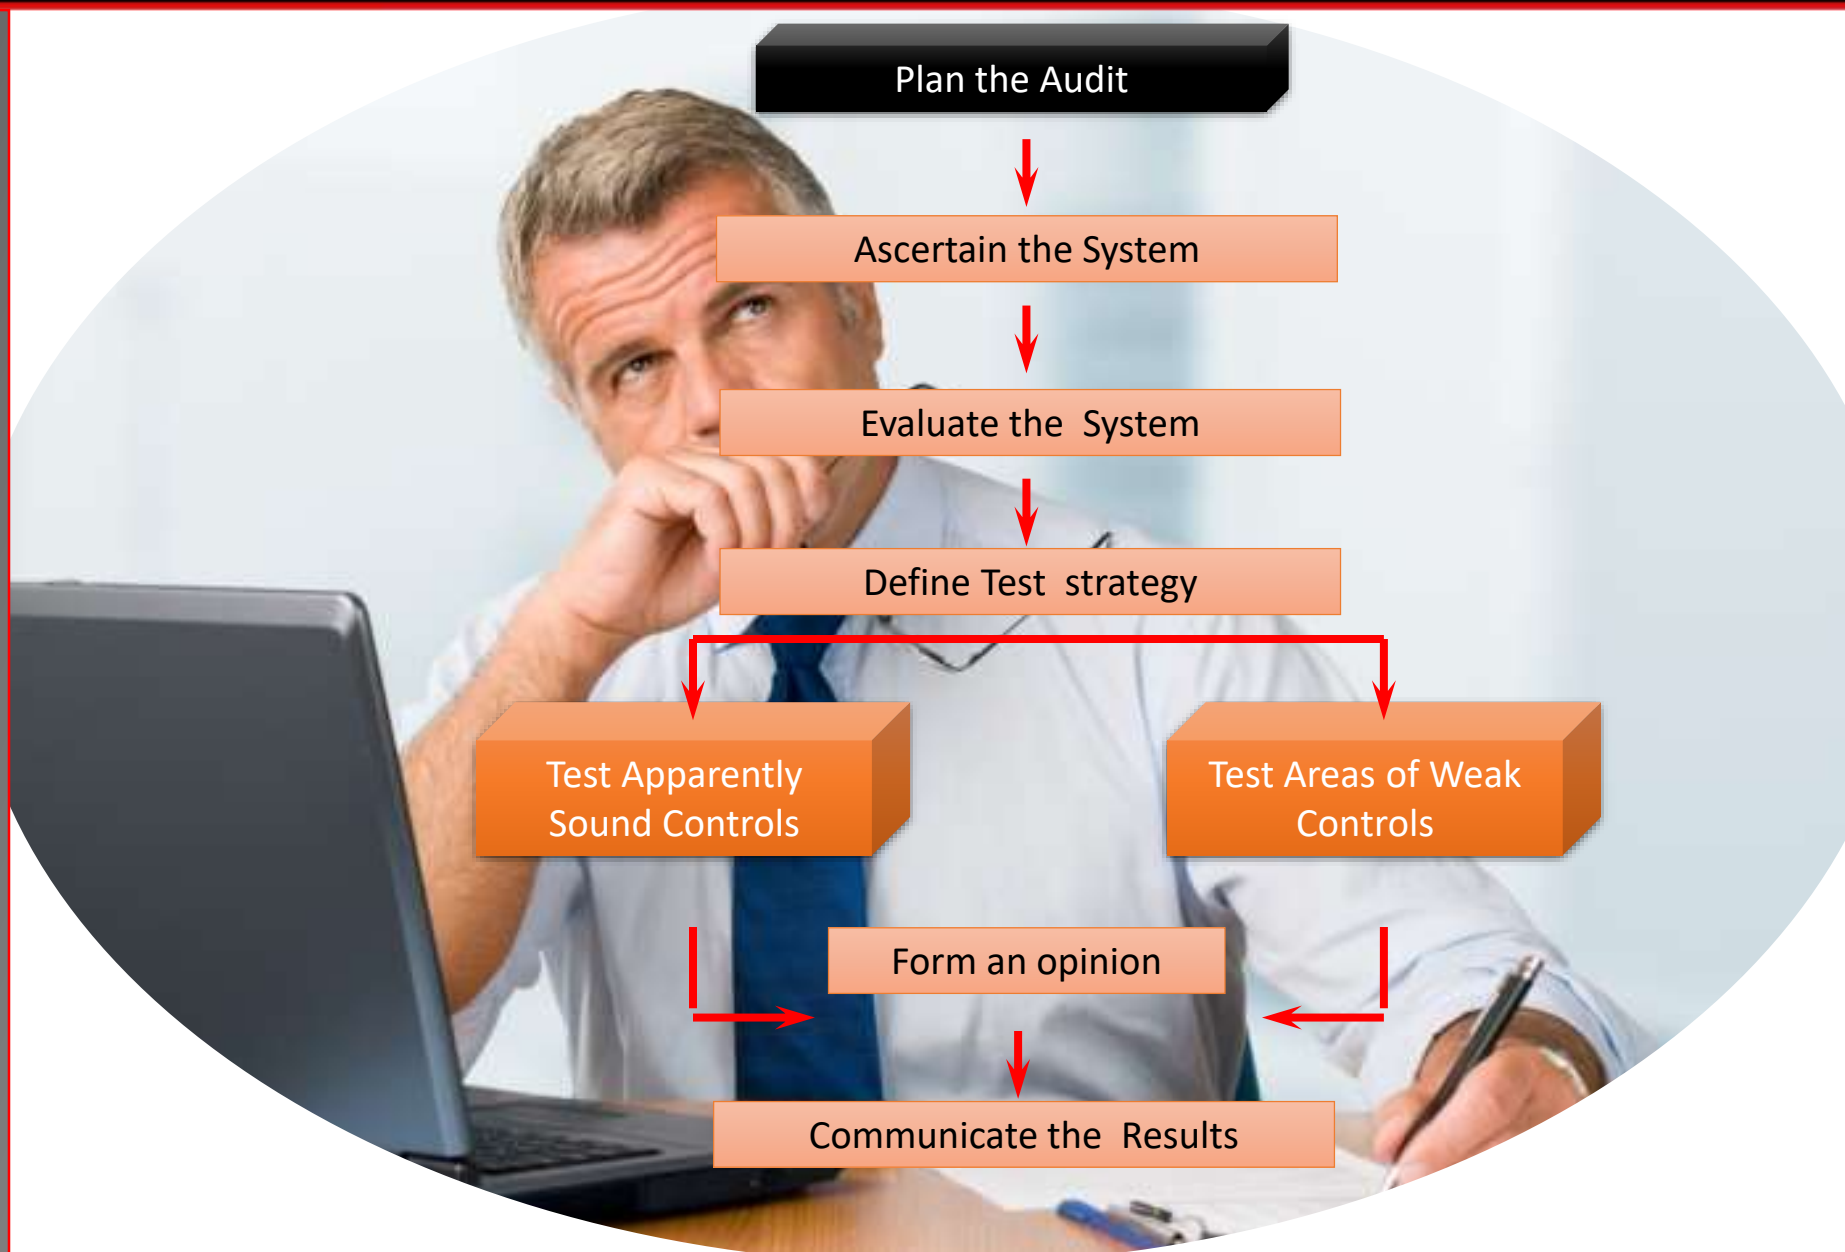 Plan the Audit
Ascertain the System
Evaluate the  System
Define Test  strategy
Test Apparently
Sound Controls
Test Areas of Weak
Controls
Form an opinion
Communicate the  Results